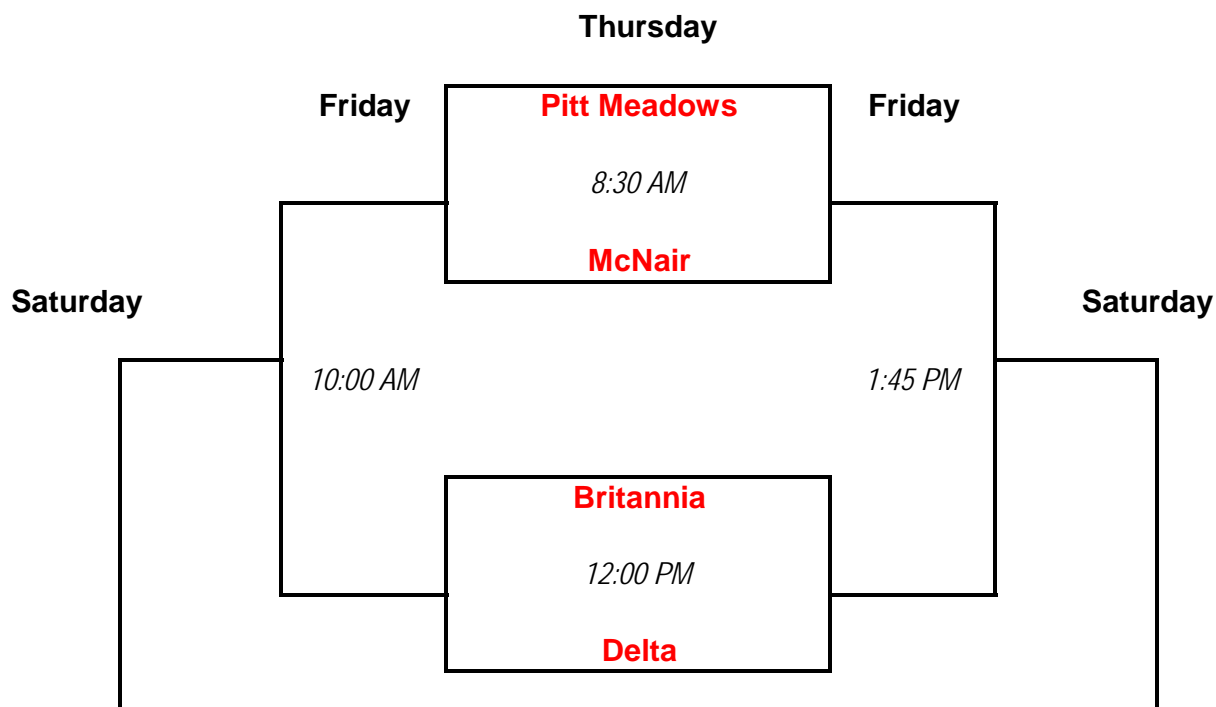 Thursday
Friday
Pitt Meadows
Friday
8:30 AM
McNair
Saturday
Saturday
10:00 AM
1:45 PM
Britannia
12:00 PM
Delta